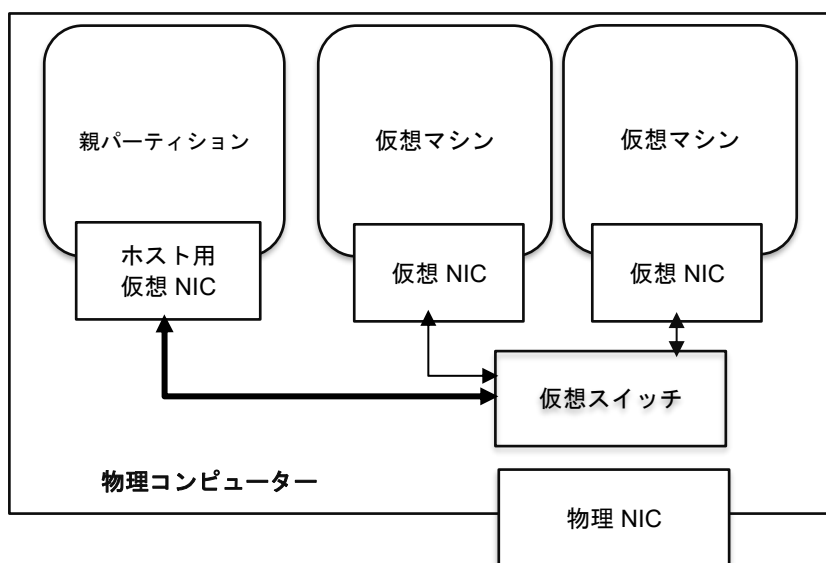 親パーティション
仮想マシン
仮想マシン
ホスト用
仮想 NIC
仮想 NIC
仮想 NIC
仮想スイッチ
物理コンピューター
物理 NIC